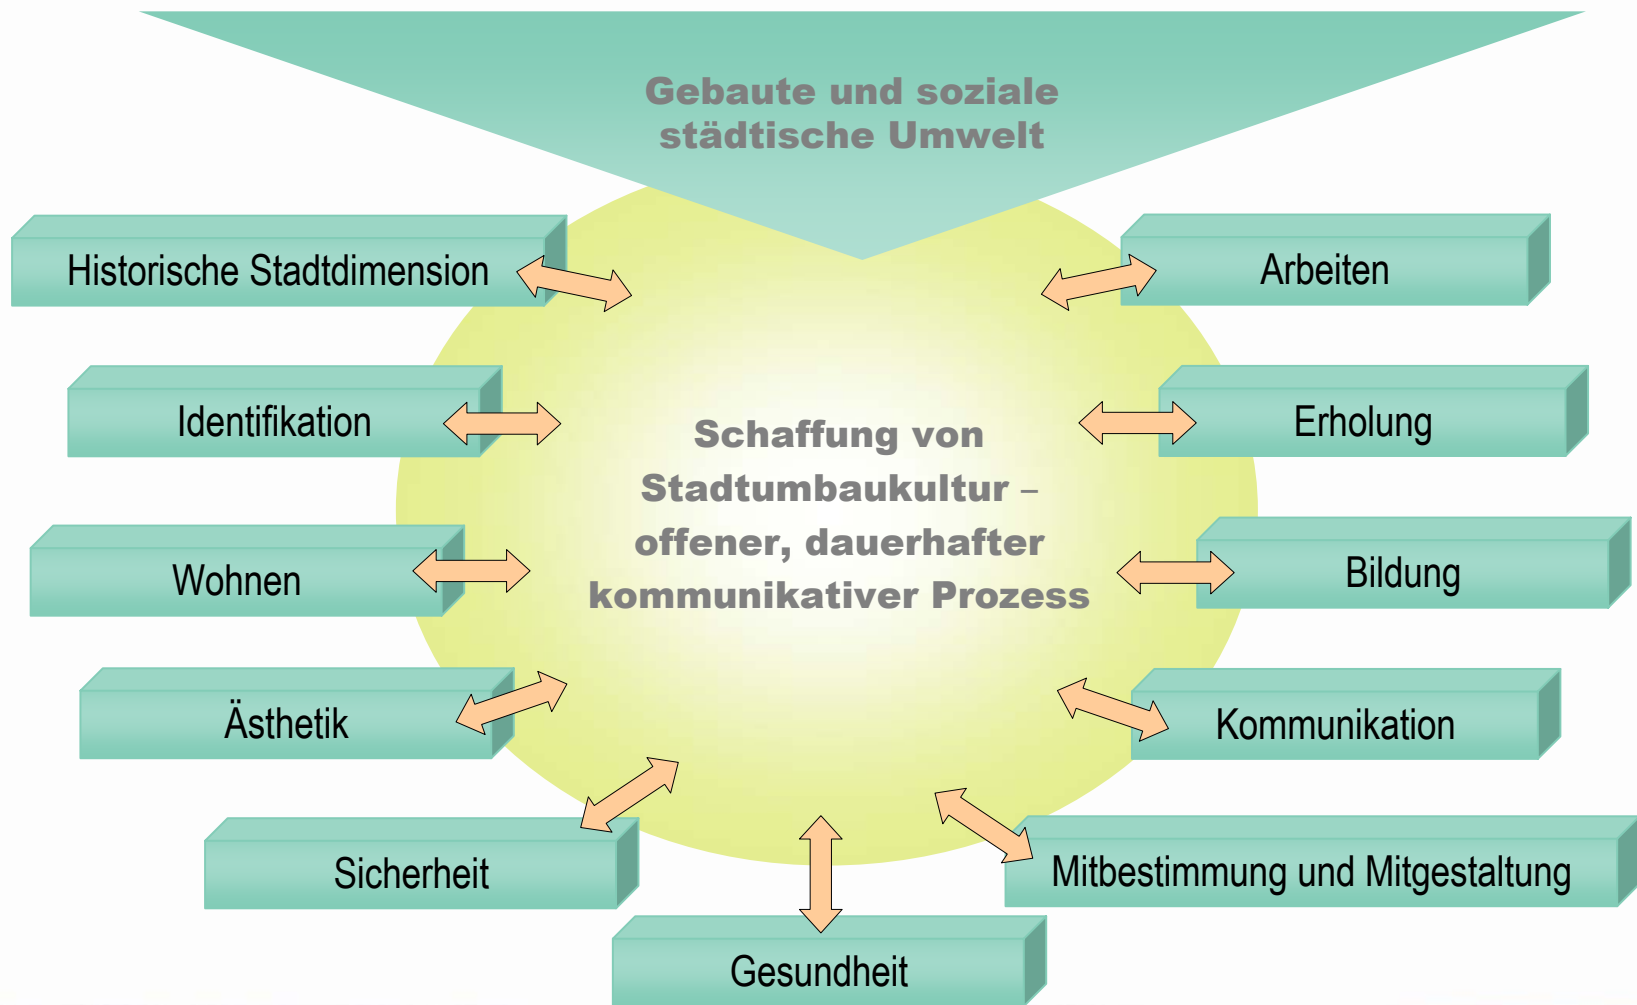 Gebaute und soziale
städtische Umwelt
Historische Stadtdimension
Arbeiten
Identifikation
Erholung
Schaffung von
Stadtumbaukultur –
offener, dauerhafter
kommunikativer Prozess
Wohnen
Bildung
Ästhetik
Kommunikation
Sicherheit
Mitbestimmung und Mitgestaltung
Gesundheit